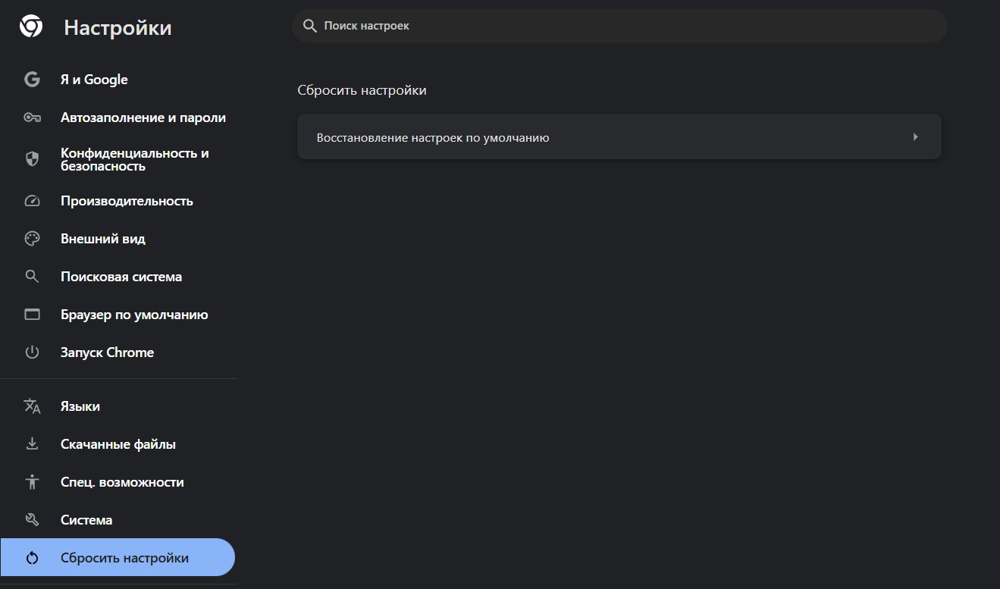 Настройки
Поиск настроек
Я и Google
Автозаполнение и пароли
Конфиденциальность и
безопасность
Производительность
Внешний вид
Поисковая система
Браузер по умолчанию
Запуск Chrome
Языки
Скачанные файлы
Спец. возможности
Система
Сбросить настройки
Сбросить настройки
Восстановление настроек по умолчанию